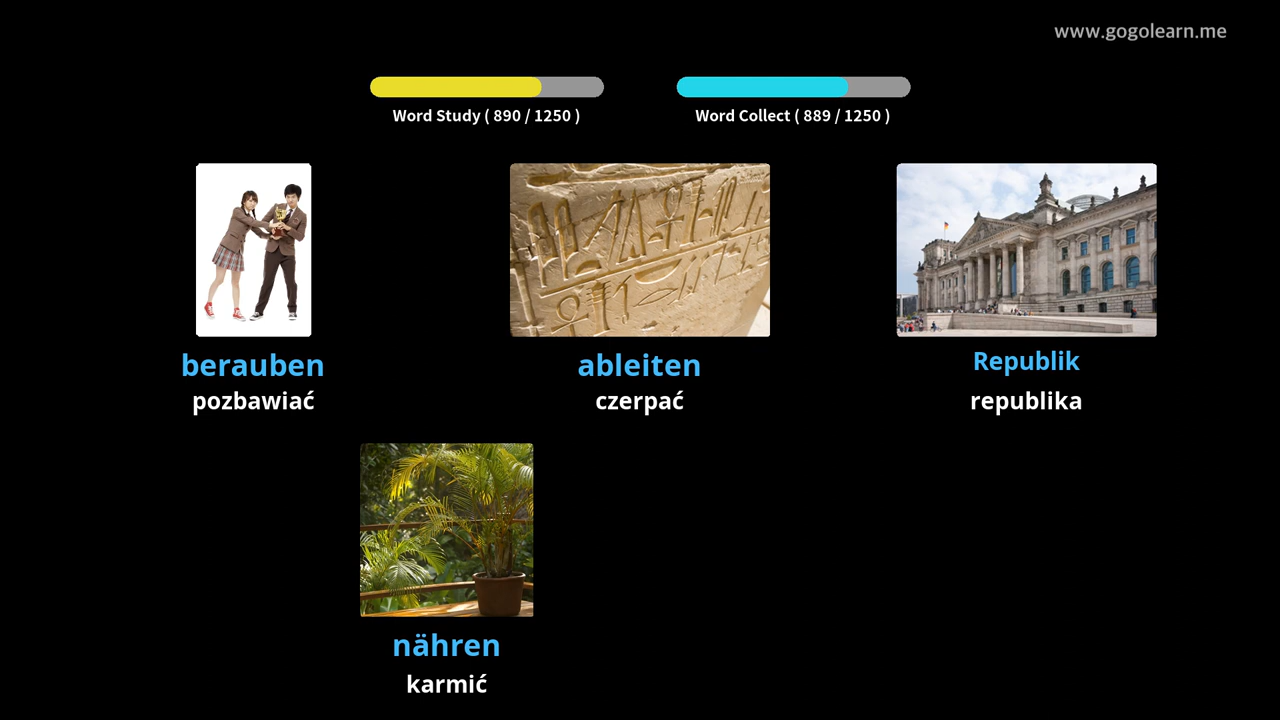 www.gogolearn.me
Word Study ( 890 / 1250 )
Word Collect ( 889 / 1250 )
berauben
pozbawiać
ableiten
czerpać
Republik
republika
nähren
karmić